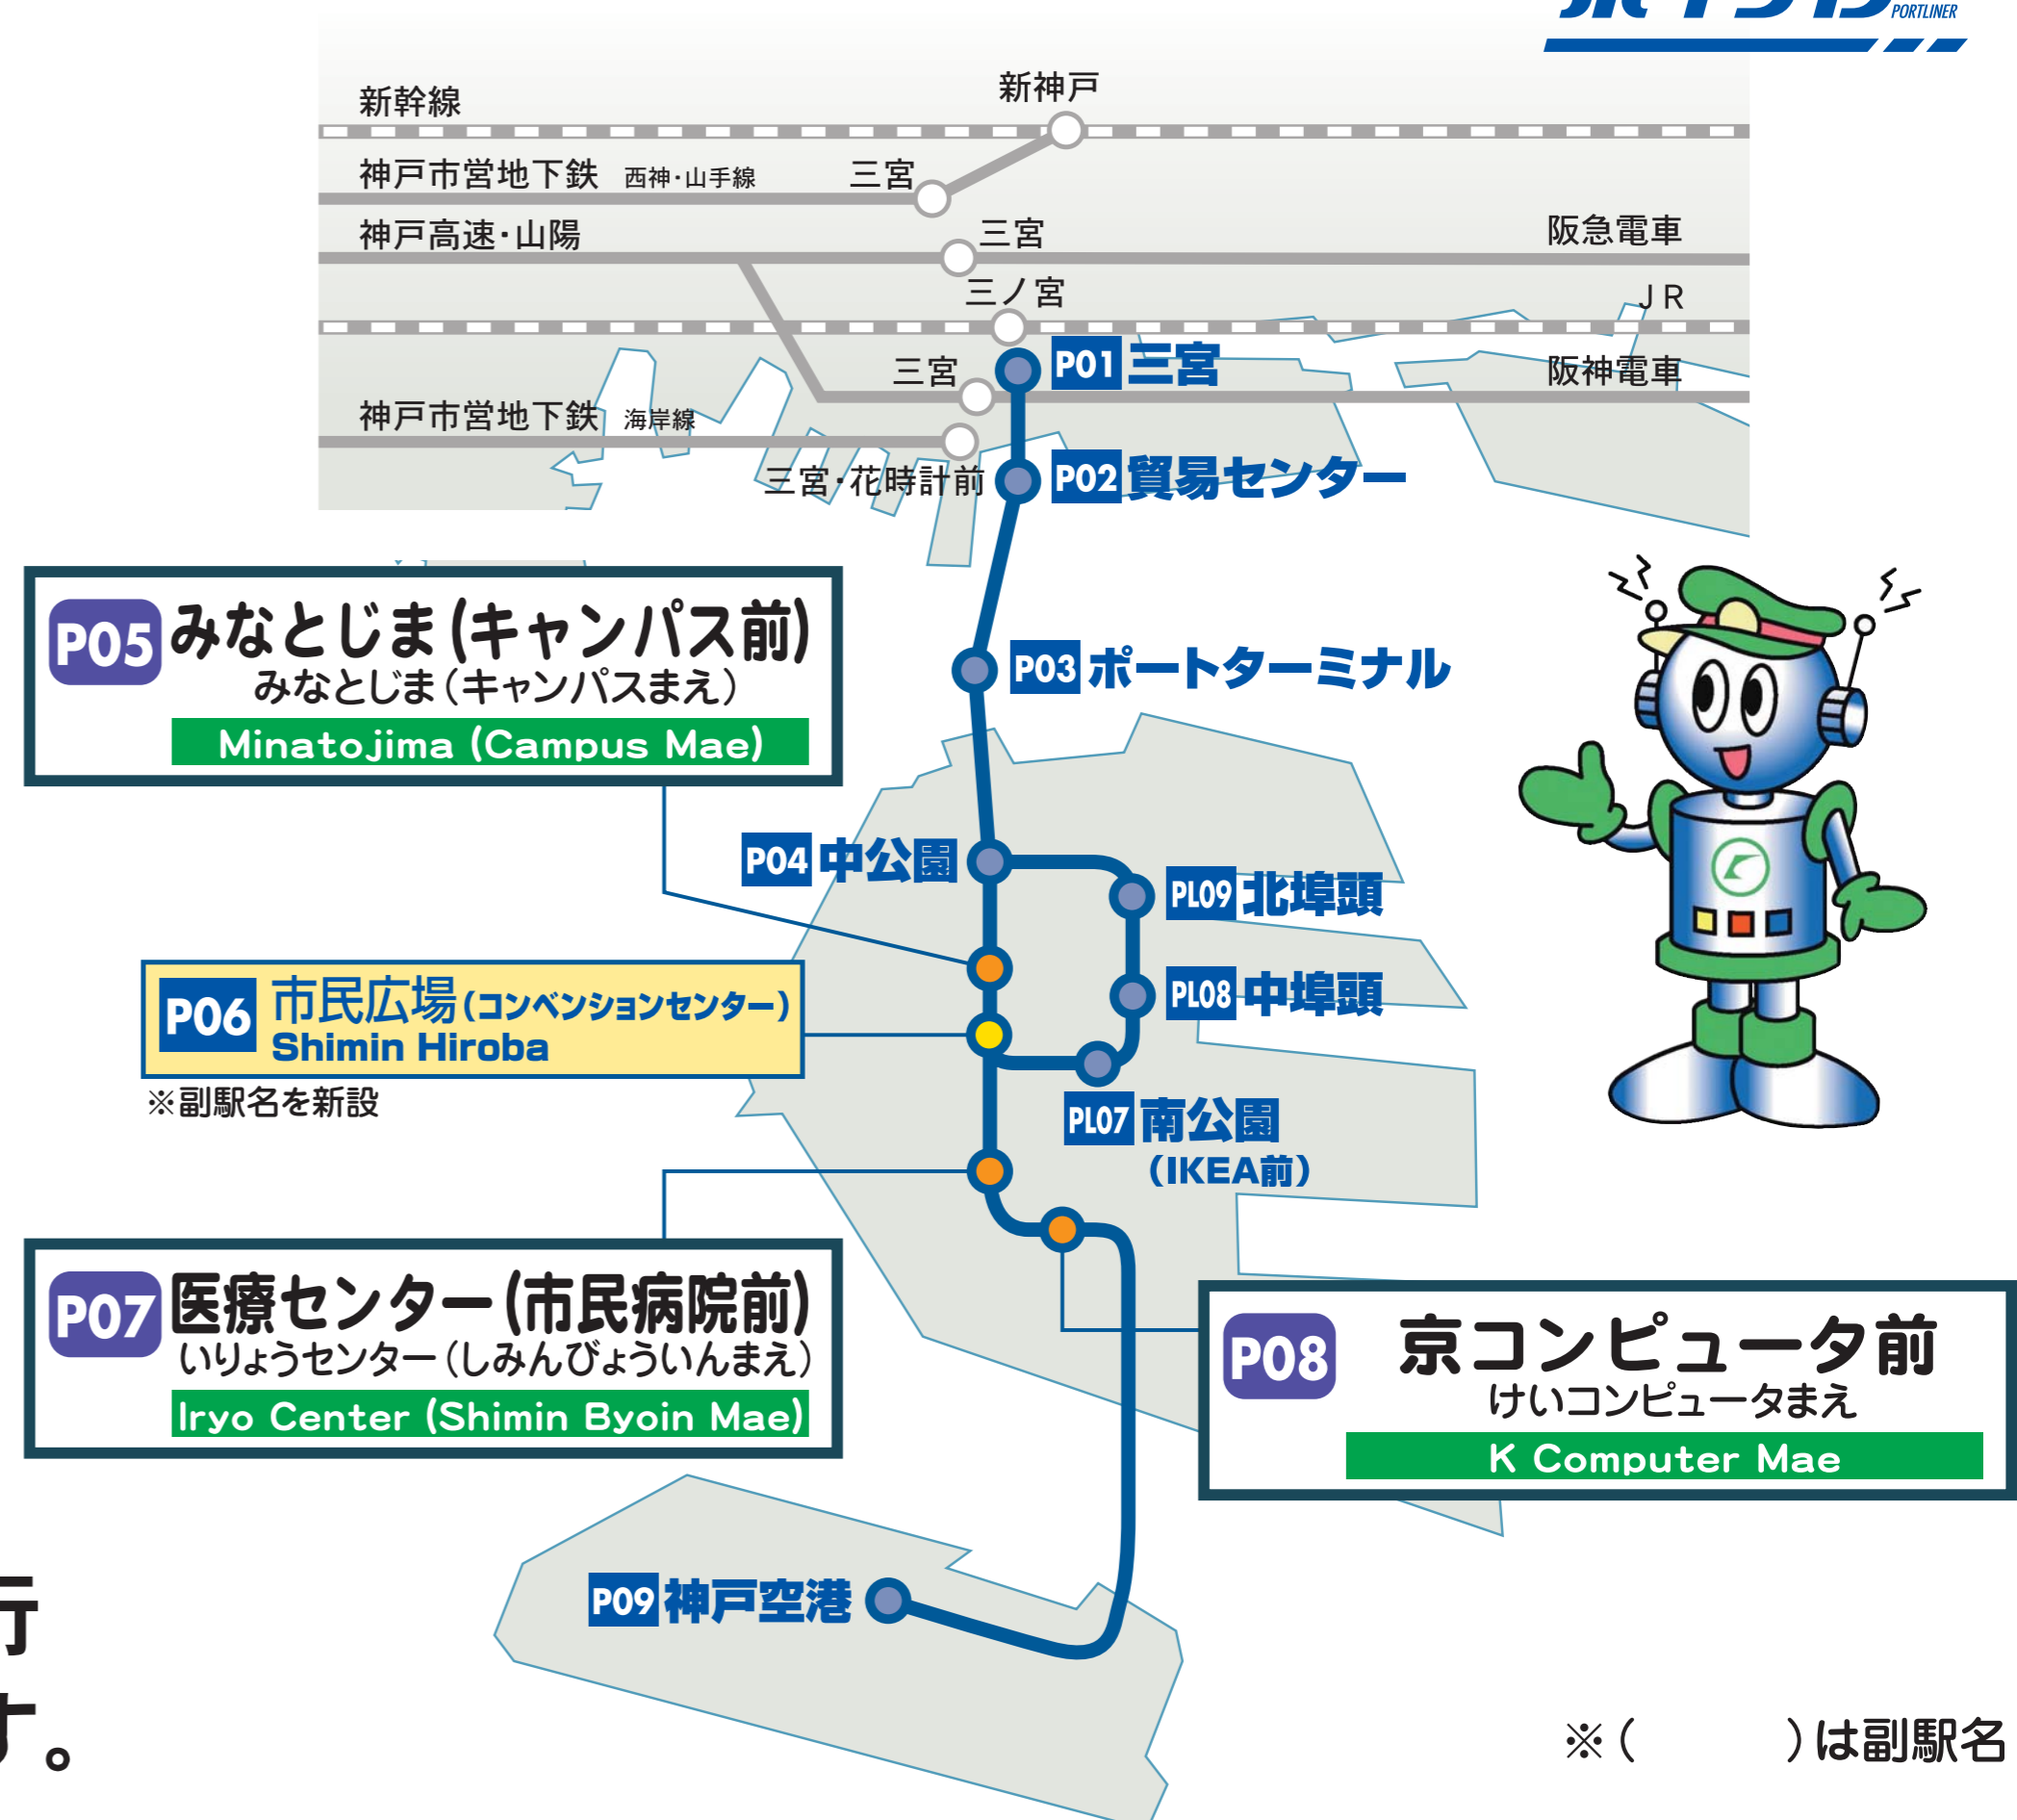 PORTLINER
新幹線
新神戸
神戸市営地下鉄 西神・山手線
三宮
神戸高速・山陽
三宮
阪急電車
三ノ宮
JR
P01 三宮
三宮
阪神電車
神戸市営地下鉄 海岸線
三宮・花時計前
P02 貿易センター
P05 みなとじま(キャンパス前)
みなとじま(キャンパスまえ)
Minatojima (Campus Mae)
P03 ポートターミナル
P04 中公園
PL09 北埠頭
P06 市民広場(コンベンションセンター)
Shimin Hiroba
※副駅名を新設
PL08 中埠頭
PL07 南公園
(IKEA前)
P07 医療センター(市民病院前)
いりょうセンター(しみんびょういんまえ)
Iryo Center (Shimin Byoin Mae)
P08 京コンピュータ前
けいコンピュータまえ
K Computer Mae
P09 神戸空港
行
す。
※(　　　)は副駅名